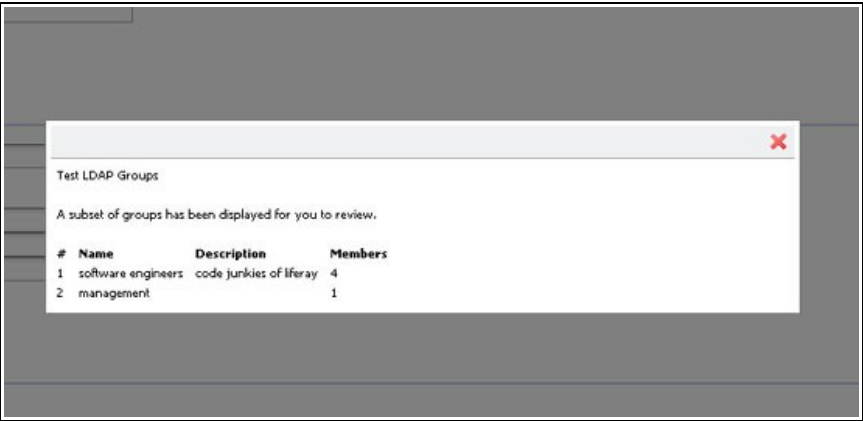 Test LDAP Groups
A subset of groups has been displayed for you to review.
# Name Description Members
1 software engineers code junkies of liferay 4
2 management 1